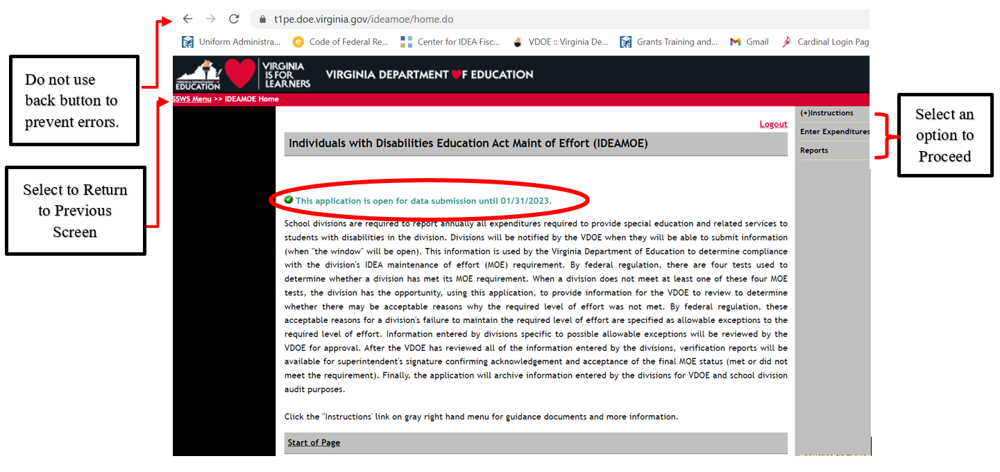 t1pe.doe.virginia.gov/ideamoe/home.do
Uniform Administra... Code of Federal Re... Center for IDEA Fisc... VDOE :: Virginia De... Grants Training and... Gmail Cardinal Login Pag
Do not use
back button to
prevent errors.
VIRGINIA DEPARTMENT OF EDUCATION
VIRGINIA
IS FOR
LEARNERS
VIRGINIA DEPARTMENT ♥F EDUCATION
SSWS Menu >> IDEAMOE Home
Select to Return
to Previous
Screen
(+)Instructions
Enter Expenditures
Reports
Select an
option to
Proceed
Logout
Individuals with Disabilities Education Act Maint of Effort (IDEAMOE)
This application is open for data submission until 01/31/2023.
School divisions are required to report annually all expenditures required to provide special education and related services to
students with disabilities in the division. Divisions will be notified by the VDOE when they will be able to submit information
(when "the window" will be open). This information is used by the Virginia Department of Education to determine compliance
with the division's IDEA maintenance of effort (MOE) requirement. By federal regulation, there are four tests used to
determine whether a division has met its MOE requirement. When a division does not meet at least one of these four MOE
tests, the division has the opportunity, using this application, to provide information for the VDOE to review to determine
whether there may be acceptable reasons why the required level of effort was not met. By federal regulation, these
acceptable reasons for a division's failure to maintain the required level of effort are specified as allowable exceptions to the
required level of effort. Information entered by divisions specific to possible allowable exceptions will be reviewed by the
VDOE for approval. After the VDOE has reviewed all of the information entered by the divisions, verification reports will be
available for superintendent's signature confirming acknowledgement and acceptance of the final MOE status (met or did not
meet the requirement). Finally, the application will archive information entered by the divisions for VDOE and school division
audit purposes.
Click the "Instructions' link on gray right hand menu for guidance documents and more information.
Start of Page